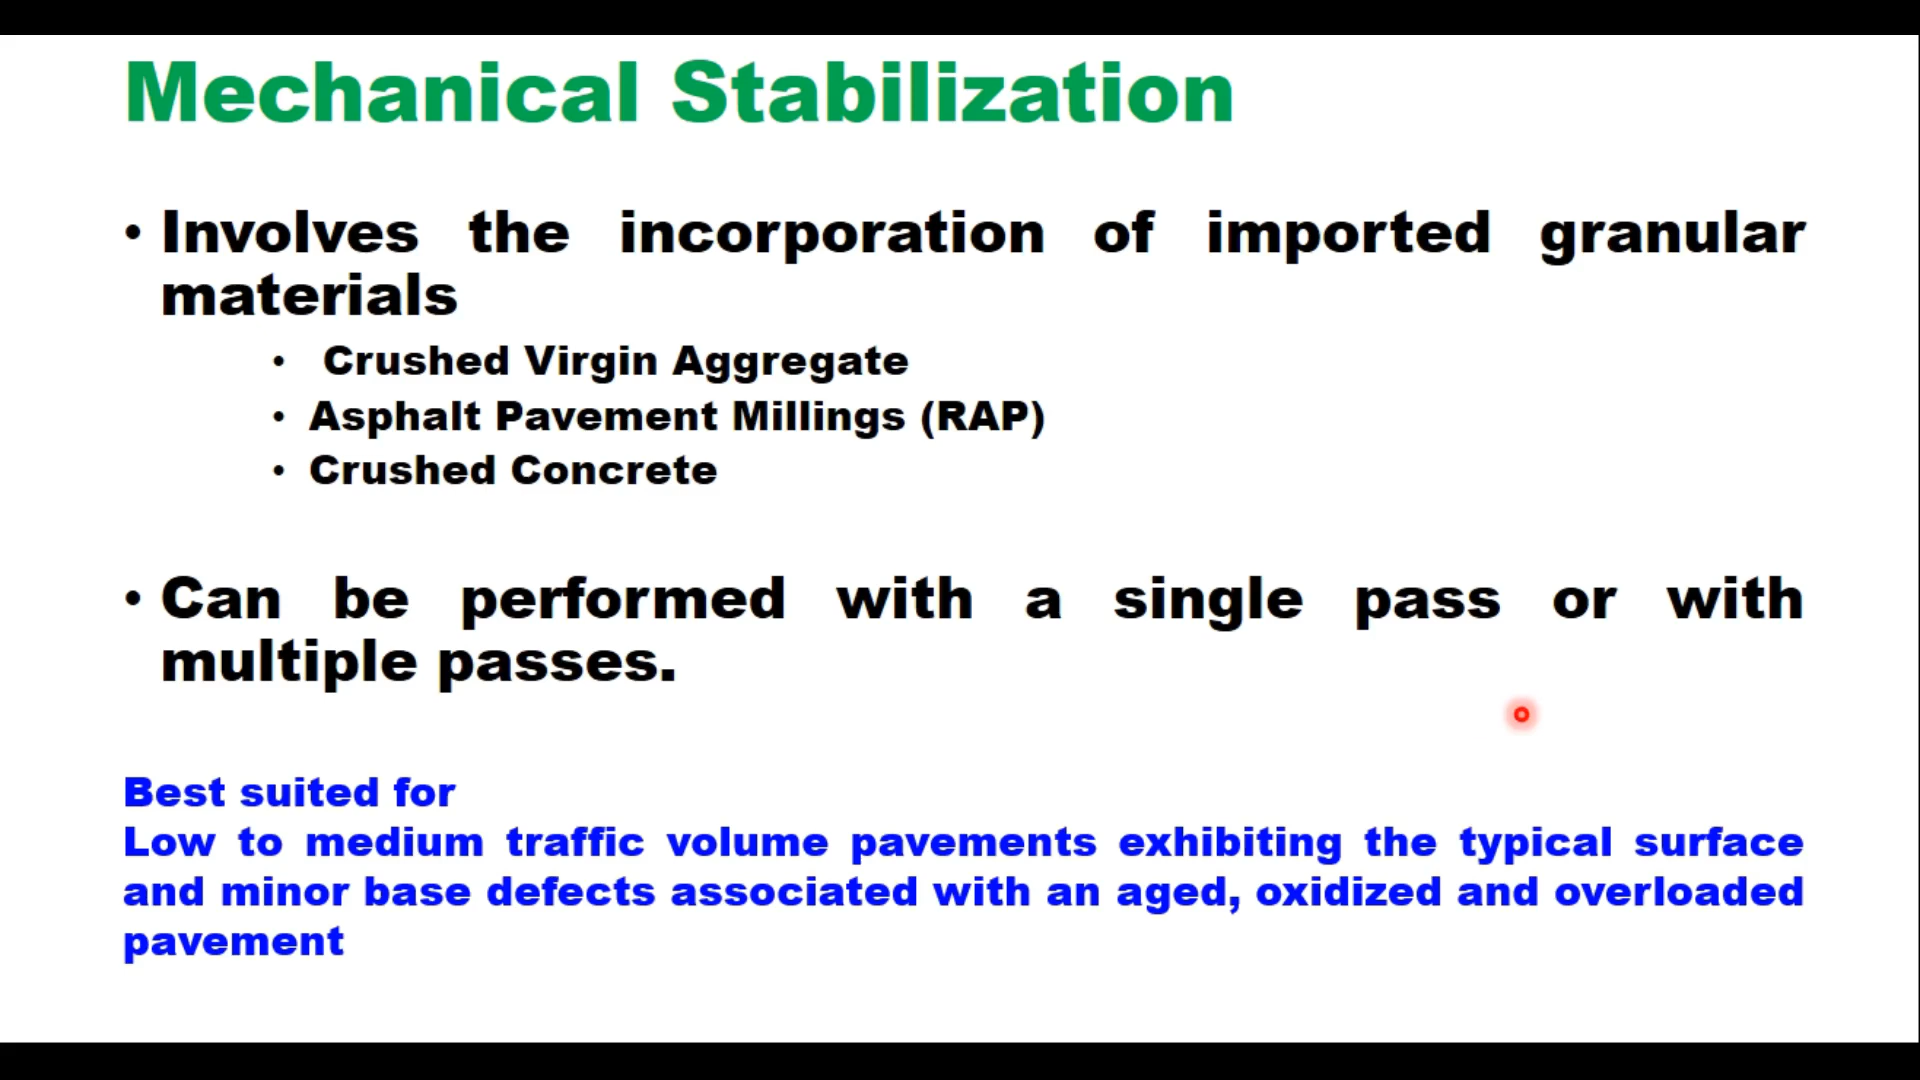 Mechanical Stabilization
• Involves the incorporation of imported granular
materials
• Crushed Virgin Aggregate
• Asphalt Pavement Millings (RAP)
• Crushed Concrete
• Can be performed with a single pass or with
multiple passes.
Best suited for
Low to medium traffic volume pavements exhibiting the typical surface
and minor base defects associated with an aged, oxidized and overloaded
pavement